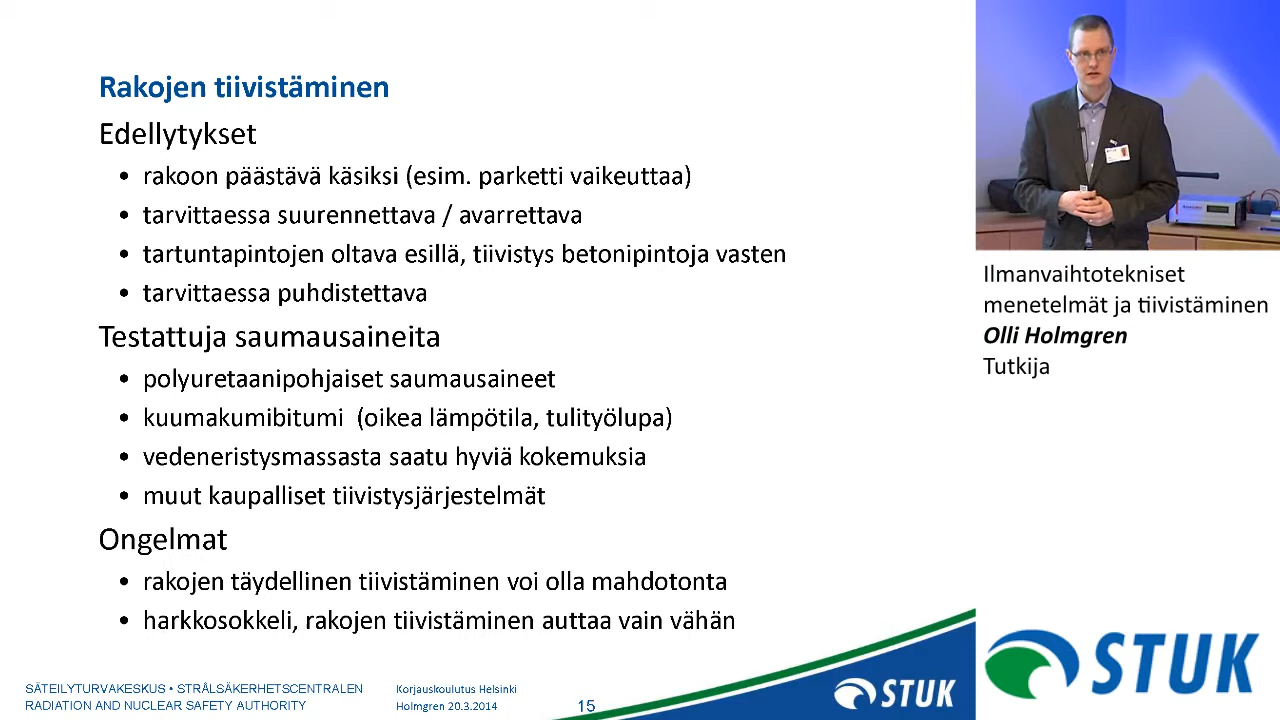 Rakojen tiivistäminen
Edellytykset
• rakoon päästävä käsiksi (esim. parketti vaikeuttaa)
• tarvittaessa suurennettava / avarrettava
• tartuntapintojen oltava esillä, tiivistys betonipintoja vasten
• tarvittaessa puhdistettava
Testattuja saumausaineita
• polyuretaanipohjaiset saumausaineet
• kuumakumibitumi (oikea lämpötila, tulityölupa)
• vedeneristysmassasta saatu hyviä kokemuksia
• muut kaupalliset tiivistysjärjestelmät
Ongelmat
• rakojen täydellinen tiivistäminen voi olla mahdotonta
• harkkosokkeli, rakojen tiivistäminen auttaa vain vähän
SÄTEILYTURVAKESKUS • STRÅLSÄKERHETSCENTRALEN
RADIATION AND NUCLEAR SAFETY AUTHORITY
Korjauskoulutus Helsinki
Holmgren 20.3.2014
15
STUK
Ilmanvaihtotekniset
menetelmät ja tiivistäminen
Olli Holmgren
Tutkija
STUK